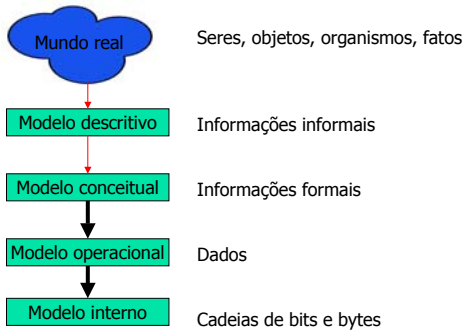 Mundo real
Seres, objetos, organismos, fatos
Modelo descritivo
Informações informais
Modelo conceitual
Informações formais
Modelo operacional
Dados
Modelo interno
Cadeias de bits e bytes